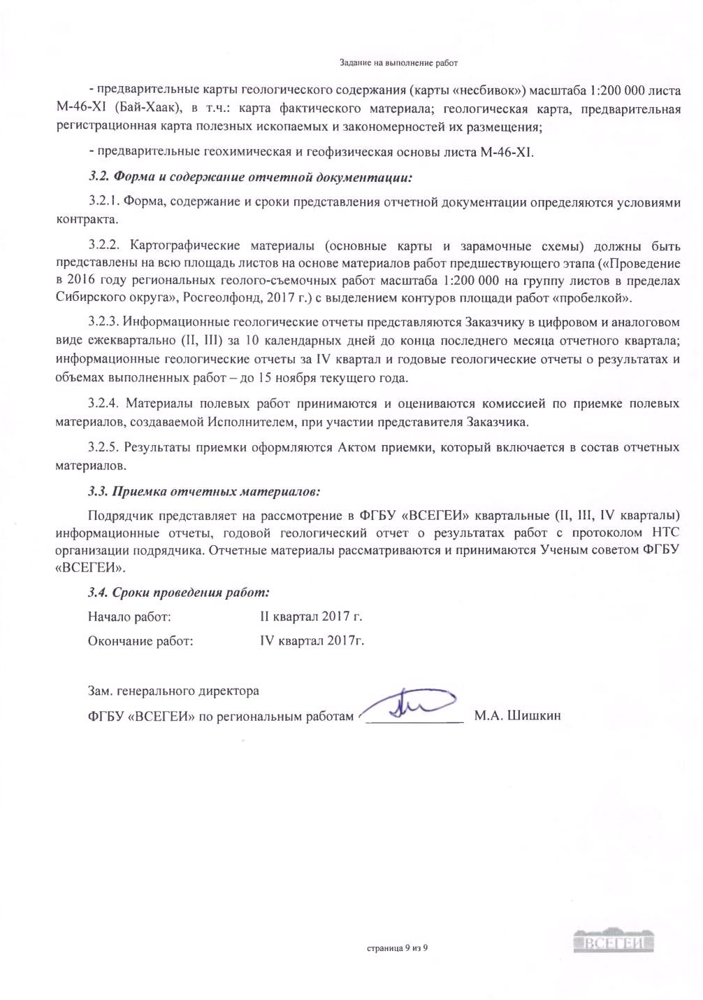 Задание на выполнение работ
- предварительные карты геологического содержания (карты «несбивок») масштаба 1:200 000 листа
М-46-XI (Бай-Хаак), в т.ч.: карта фактического материала; геологическая карта, предварительная
регистрационная карта полезных ископаемых и закономерностей их размещения;
- предварительные геохимическая и геофизическая основы листа М-46-XI.
3.2. Форма и содержание отчетной документации:
3.2.1. Форма, содержание и сроки представления отчетной документации определяются условиями
контракта.
3.2.2. Картографические материалы (основные карты и зарамочные схемы) должны быть
представлены на всю площадь листов на основе материалов работ предшествующего этапа («Проведение
в 2016 году региональных геолого-съемочных работ масштаба 1:200 000 на группу листов в пределах
Сибирского округа», Росгеолфонд, 2017 г.) с выделением контуров площади работ «пробелкой».
3.2.3. Информационные геологические отчеты представляются Заказчику в цифровом и аналоговом
виде ежеквартально (II, III) за 10 календарных дней до конца последнего месяца отчетного квартала;
информационные геологические отчеты за IV квартал и годовые геологические отчеты о результатах и
объемах выполненных работ – до 15 ноября текущего года.
3.2.4. Материалы полевых работ принимаются и оцениваются комиссией по приемке полевых
материалов, создаваемой Исполнителем, при участии представителя Заказчика.
3.2.5. Результаты приемки оформляются Актом приемки, который включается в состав отчетных
материалов.
3.3. Приемка отчетных материалов:
Подрядчик представляет на рассмотрение в ФГБУ «ВСЕГЕИ» квартальные (II, III, IV кварталы)
информационные отчеты, годовой геологический отчет о результатах работ с протоколом НТС
организации подрядчика. Отчетные материалы рассматриваются и принимаются Ученым советом ФГБУ
«ВСЕГЕИ».
3.4. Сроки проведения работ:
Начало работ: II квартал 2017 г.
Окончание работ: IV квартал 2017г.
Зам. генерального директора
ФГБУ «ВСЕГЕИ» по региональным работам М.А. Шишкин
страница 9 из 9
ВСЕГЕИ